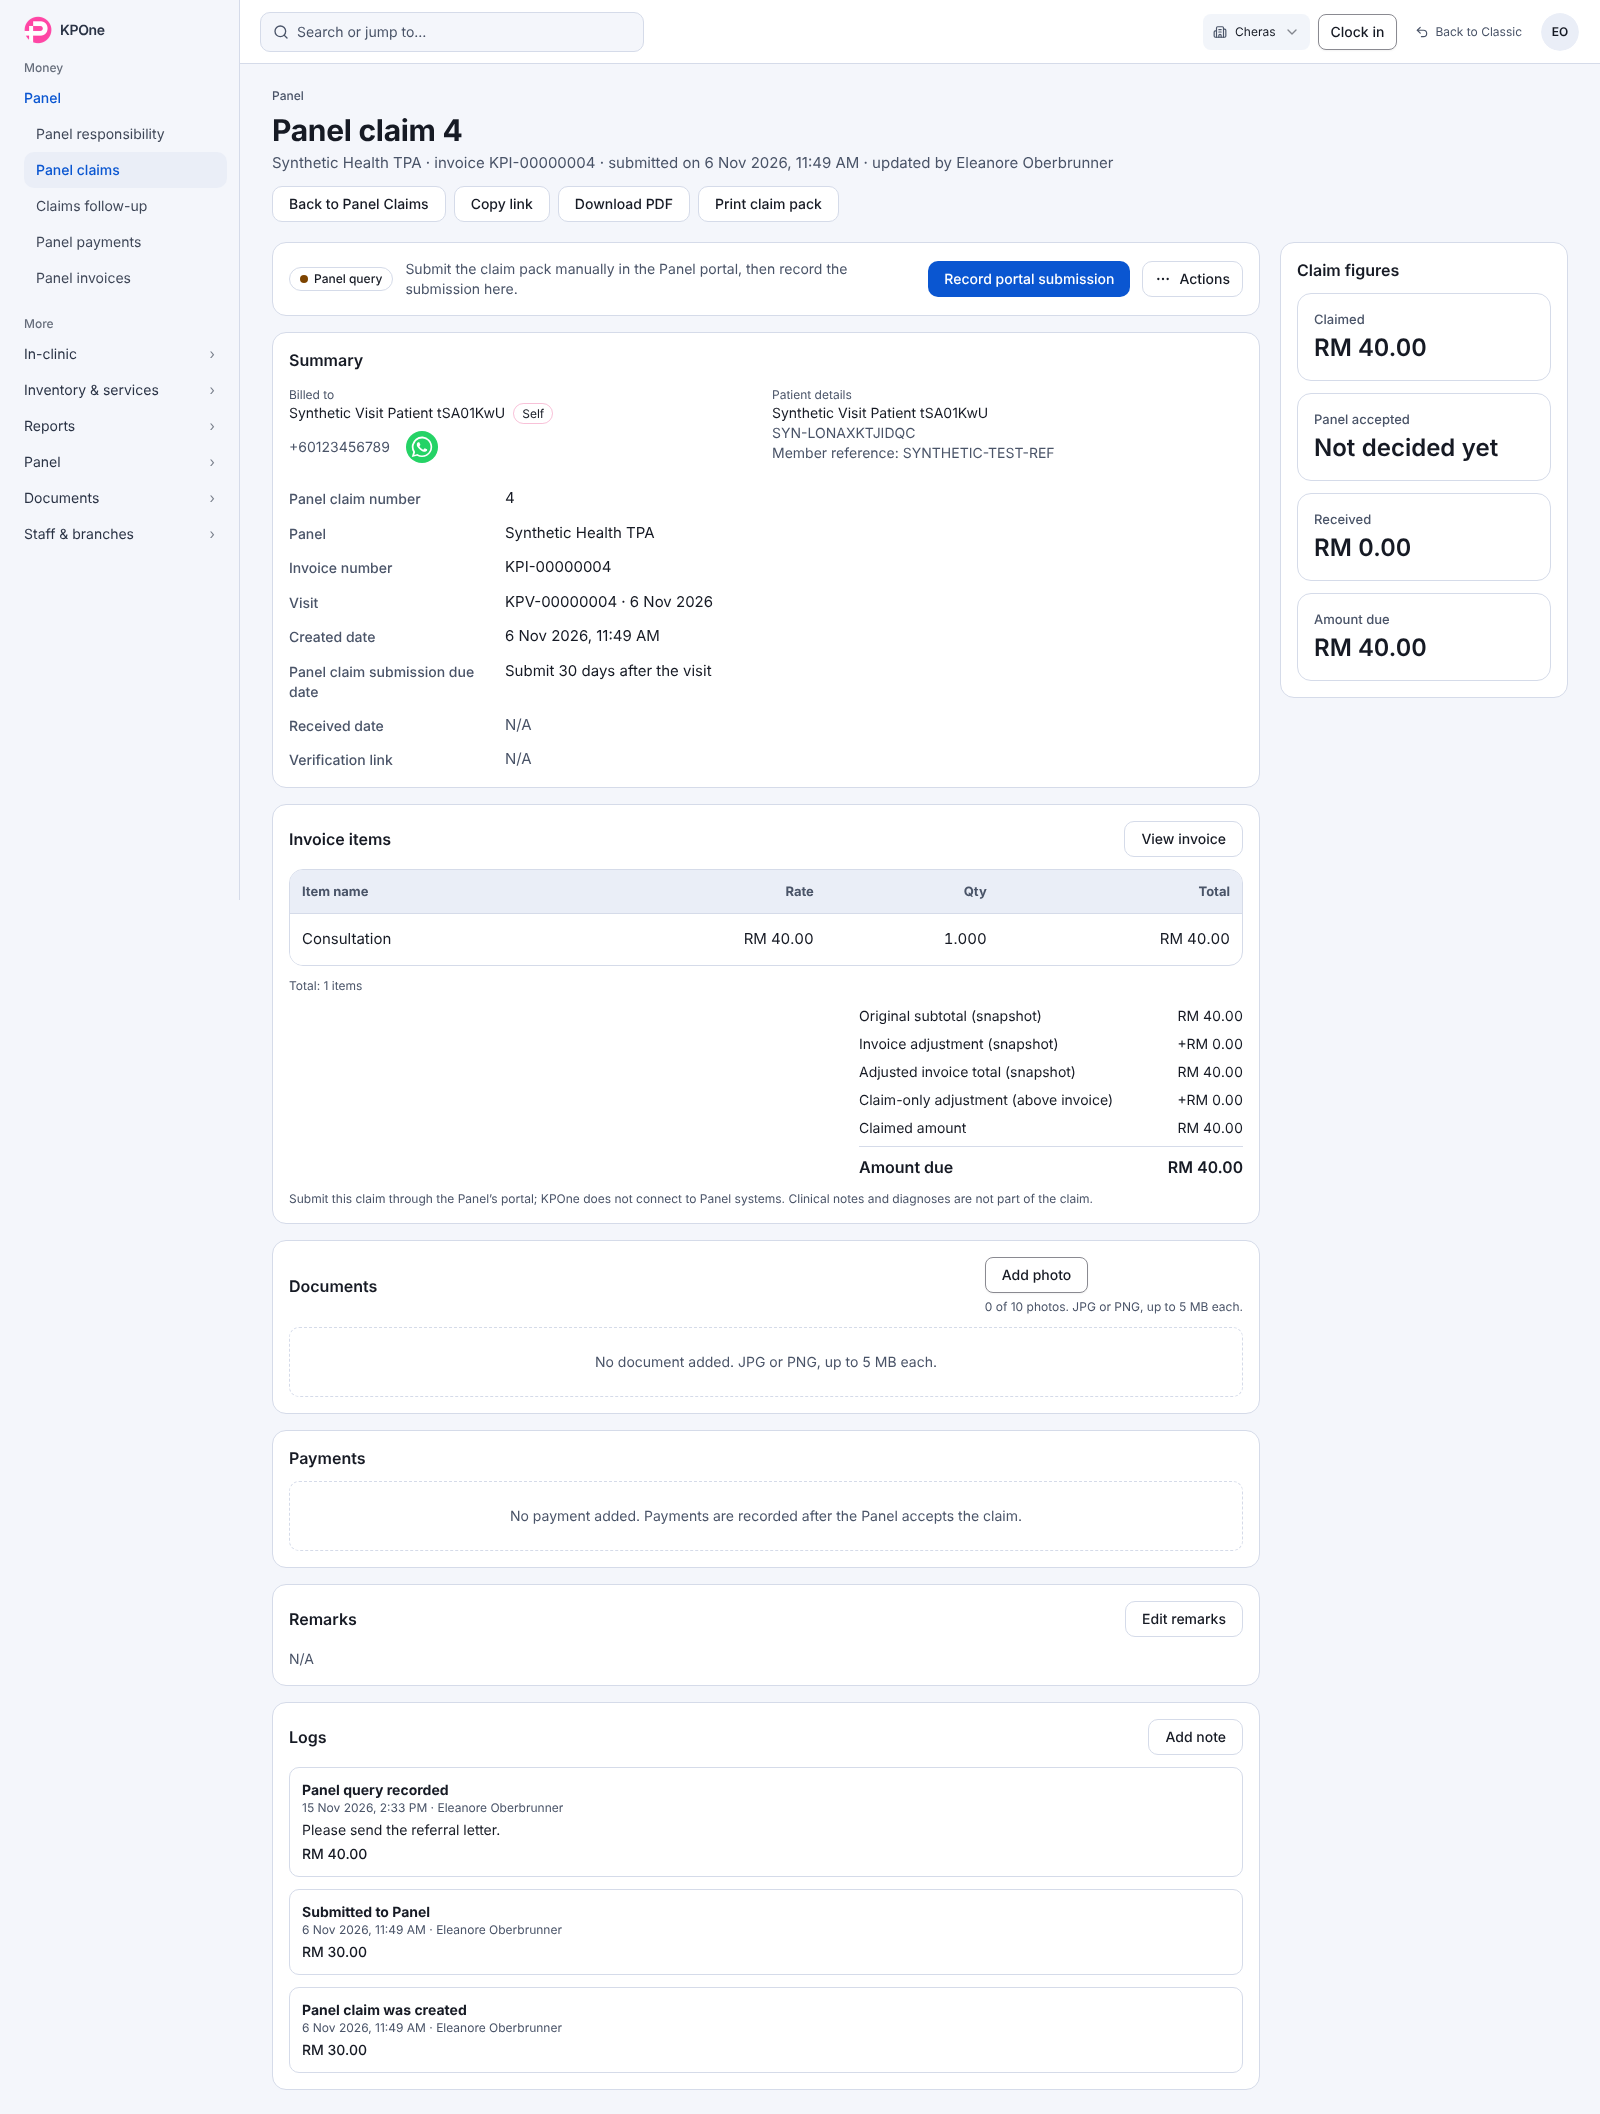 KPOne
Search or jump to...
Cheras
Clock in
Back to Classic
EO
Money
Panel
Panel responsibility
Panel claims
Claims follow-up
Panel payments
Panel invoices
More
In-clinic
Inventory & services
Reports
Panel
Documents
Staff & branches
Panel
Panel claim 4
Synthetic Health TPA · invoice KPI-00000004 · submitted on 6 Nov 2026, 11:49 AM · updated by Eleanore Oberbrunner
Back to Panel Claims
Copy link
Download PDF
Print claim pack
Panel query
Submit the claim pack manually in the Panel portal, then record the
submission here.
Record portal submission
··· Actions
Summary
Billed to
Synthetic Visit Patient tSA01KwU Self
+60123456789
Patient details
Synthetic Visit Patient tSA01KwU
SYN-LONAXKTJIDQC
Member reference: SYNTHETIC-TEST-REF
Panel claim number 4
Panel Synthetic Health TPA
Invoice number KPI-00000004
Visit KPV-00000004 · 6 Nov 2026
Created date 6 Nov 2026, 11:49 AM
Panel claim submission due
date
Submit 30 days after the visit
Received date N/A
Verification link N/A
Claim figures
Claimed
RM 40.00
Panel accepted
Not decided yet
Received
RM 0.00
Amount due
RM 40.00
Invoice items
View invoice
Item name Rate Qty Total
Consultation RM 40.00 1.000 RM 40.00
Total: 1 items
Original subtotal (snapshot) RM 40.00
Invoice adjustment (snapshot) +RM 0.00
Adjusted invoice total (snapshot) RM 40.00
Claim-only adjustment (above invoice) +RM 0.00
Claimed amount RM 40.00
Amount due RM 40.00
Submit this claim through the Panel's portal; KPOne does not connect to Panel systems. Clinical notes and diagnoses are not part of the claim.
Documents
Add photo
0 of 10 photos. JPG or PNG, up to 5 MB each.
No document added. JPG or PNG, up to 5 MB each.
Payments
No payment added. Payments are recorded after the Panel accepts the claim.
Remarks
Edit remarks
N/A
Logs
Add note
Panel query recorded
15 Nov 2026, 2:33 PM · Eleanore Oberbrunner
Please send the referral letter.
RM 40.00
Submitted to Panel
6 Nov 2026, 11:49 AM · Eleanore Oberbrunner
RM 30.00
Panel claim was created
6 Nov 2026, 11:49 AM · Eleanore Oberbrunner
RM 30.00